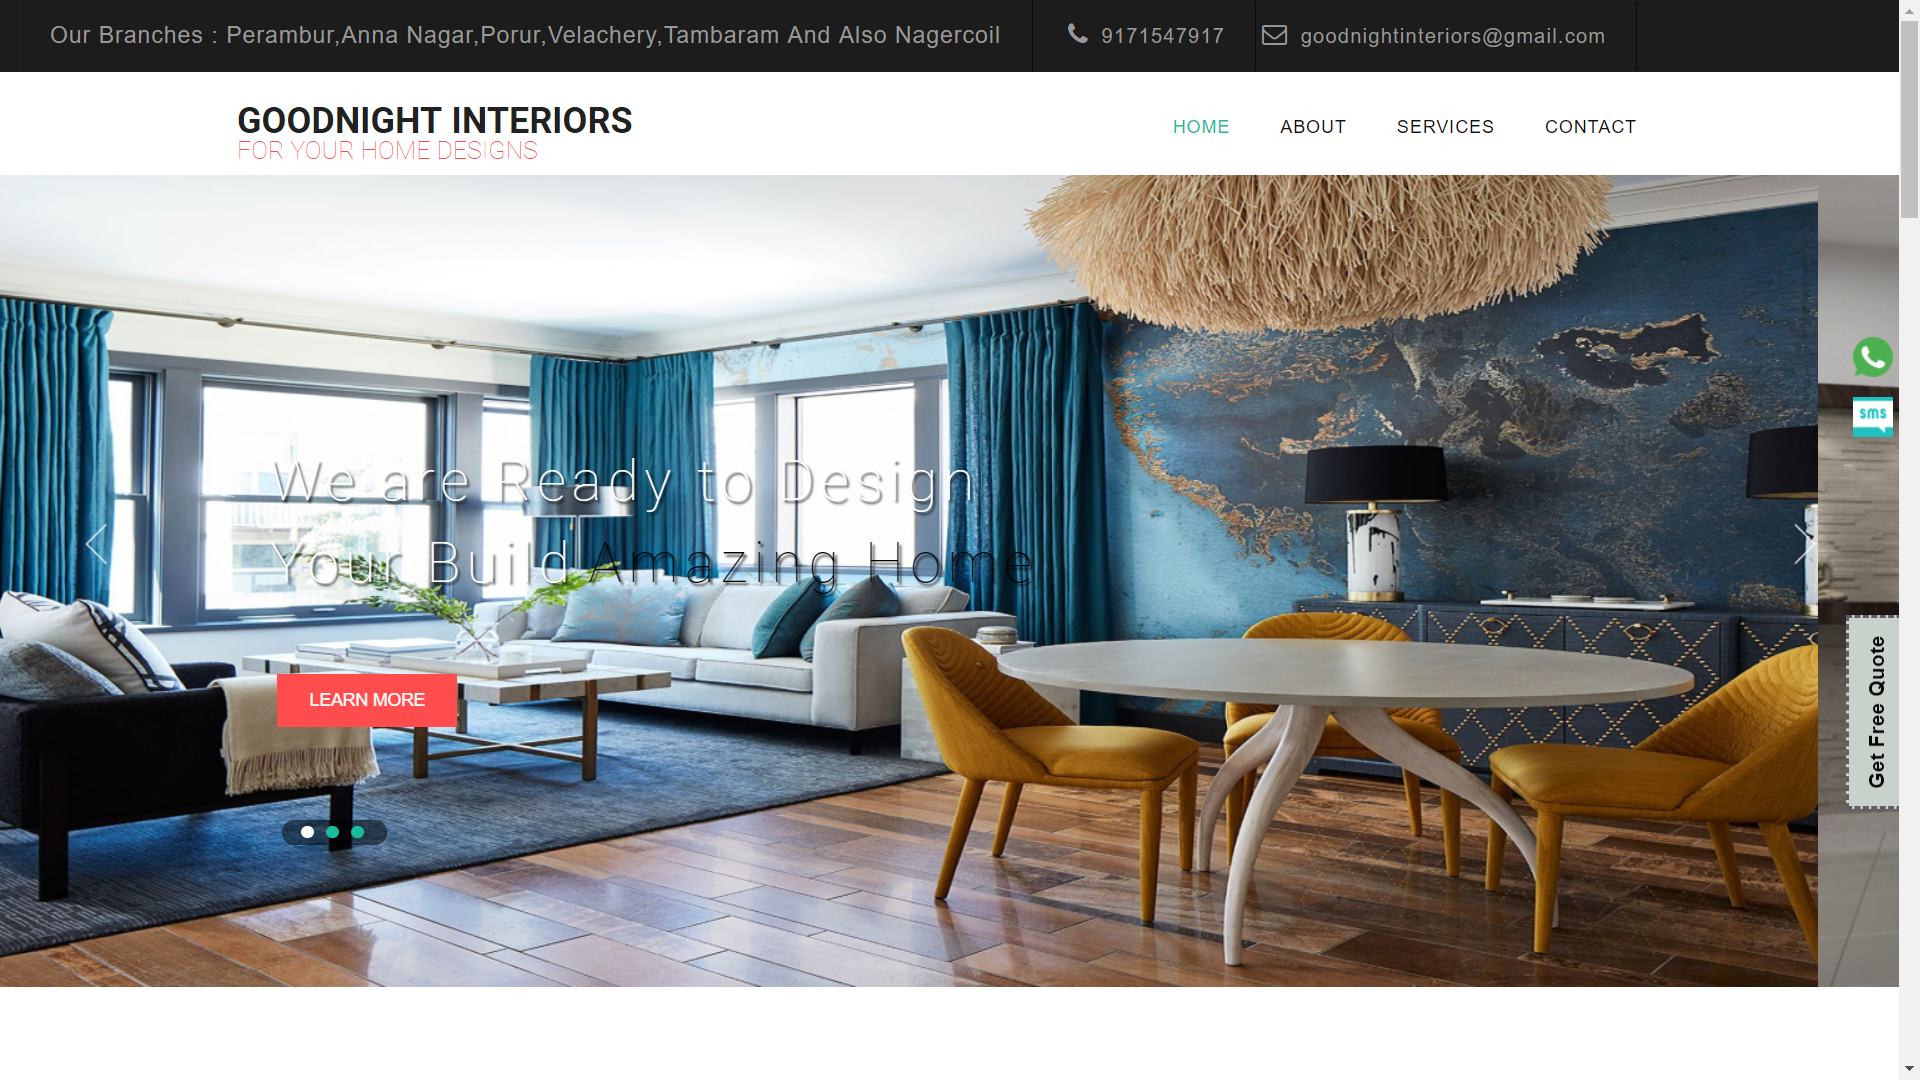 Our Branches : Perambur,Anna Nagar,Porur,Velachery,Tambaram And Also Nagercoil
9171547917
goodnightinteriors@gmail.com
GOODNIGHT INTERIORS
FOR YOUR HOME DESIGNS
HOME
ABOUT
SERVICES
CONTACT
sms
We are Ready to Design
Your Build Amazing Home
Get Free Quote
LEARN MORE